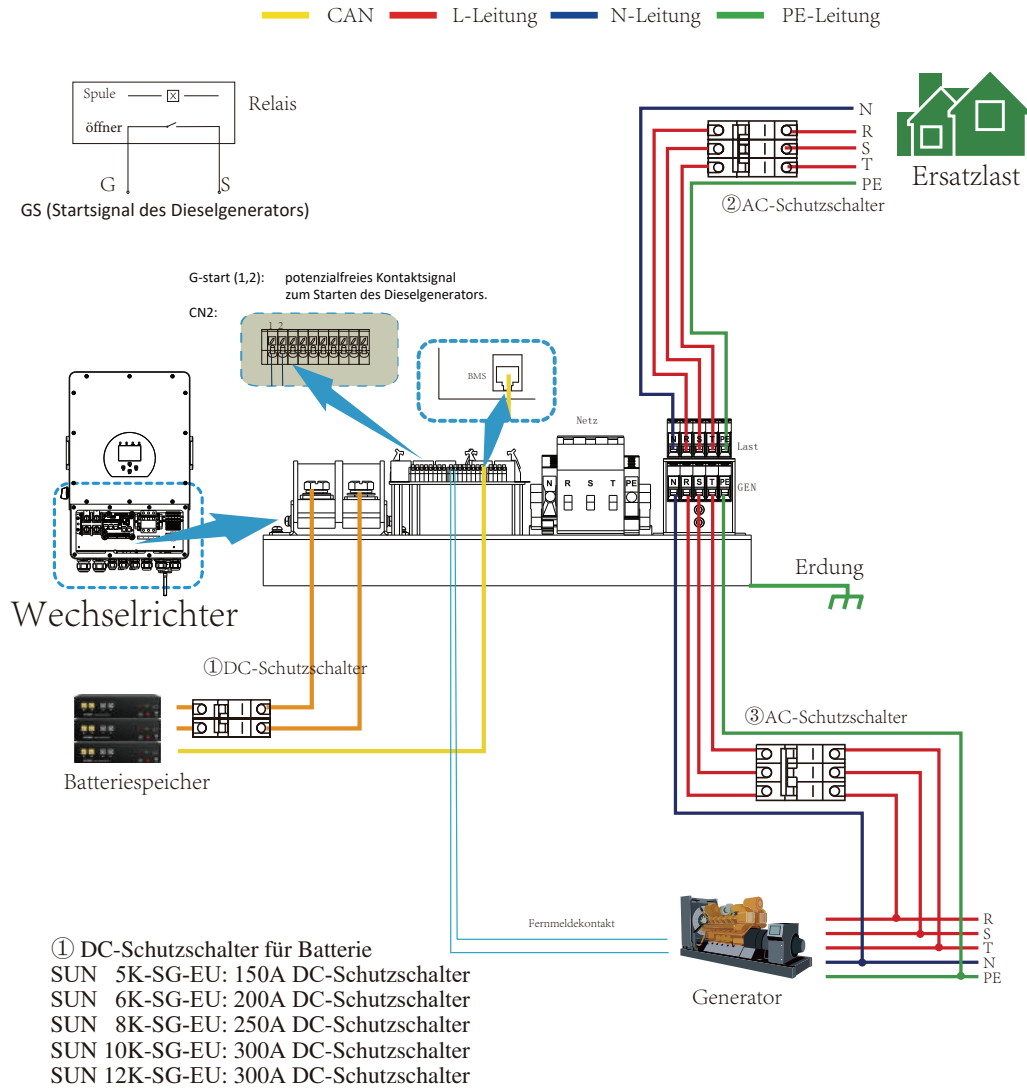 CAN L-Leitung N-Leitung PE-Leitung
Spule
Relais
öffner
G S
GS (Startsignal des Dieselgenerators)
N
R
S
T
PE
Ersatzlast
②AC-Schutzschalter
G-start (1,2): potenzialfreies Kontaktsignal
zum Starten des Dieselgenerators.
CN2:
1 2
BMS
Netz
N R S T PE
Last
N R S T PE
GEN
N R S T PE
Erdung
Wechselrichter
①DC-Schutzschalter
Batteriespeicher
③AC-Schutzschalter
Fernmeldekontakt
Generator
R
S
T
N
PE
① DC-Schutzschalter für Batterie
SUN 5K-SG-EU: 150A DC-Schutzschalter
SUN 6K-SG-EU: 200A DC-Schutzschalter
SUN 8K-SG-EU: 250A DC-Schutzschalter
SUN 10K-SG-EU: 300A DC-Schutzschalter
SUN 12K-SG-EU: 300A DC-Schutzschalter